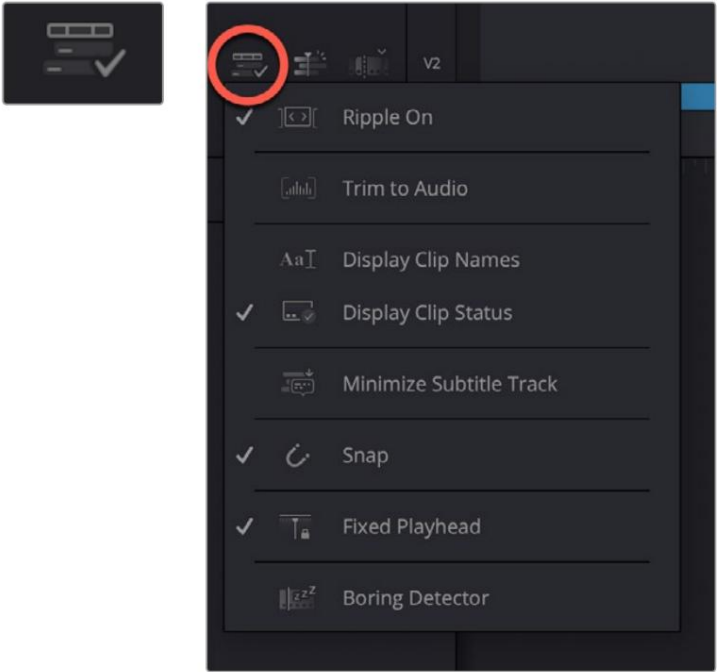 V2
Ripple On
Trim to Audio
Aa
Display Clip Names
Display Clip Status
Minimize Subtitle Track
Snap
Fixed Playhead
zzZ
Boring Detector